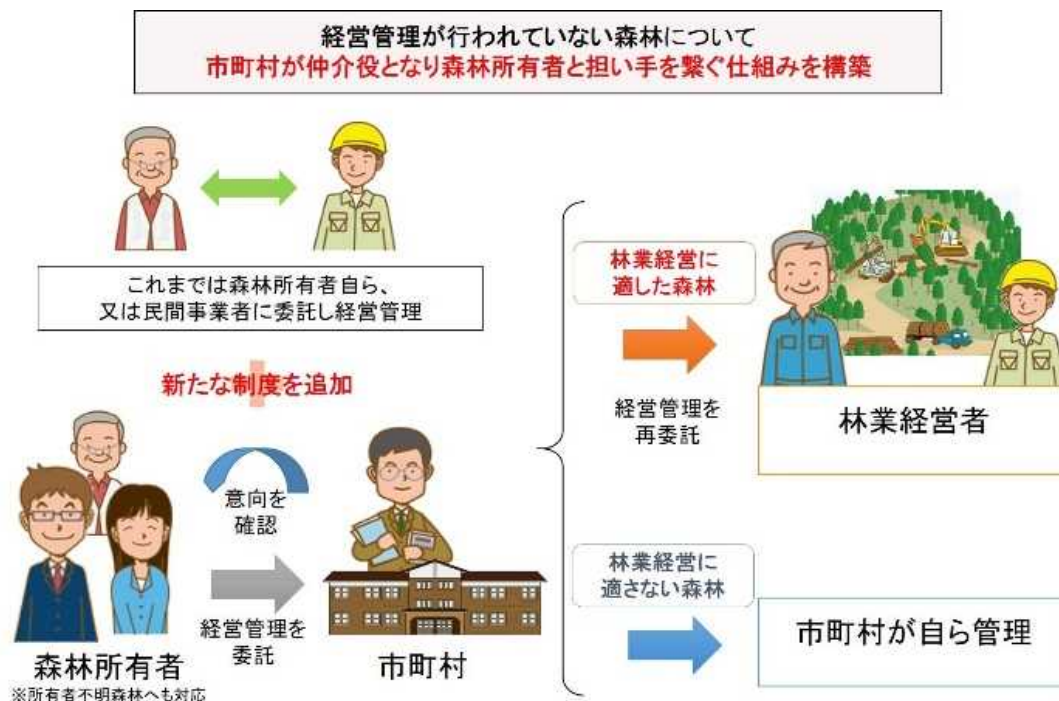 経営管理が行われていない森林について
市町村が仲介役となり森林所有者と担い手を繋ぐ仕組みを構築
これまでは森林所有者自ら、
又は民間事業者に委託し経営管理
新たな制度を追加
意向を
確認
経営管理を
委託
森林所有者
※所有者不明森林へも対応
市町村
林業経営に
適した森林
経営管理を
再委託
林業経営者
林業経営に
適さない森林
市町村が自ら管理